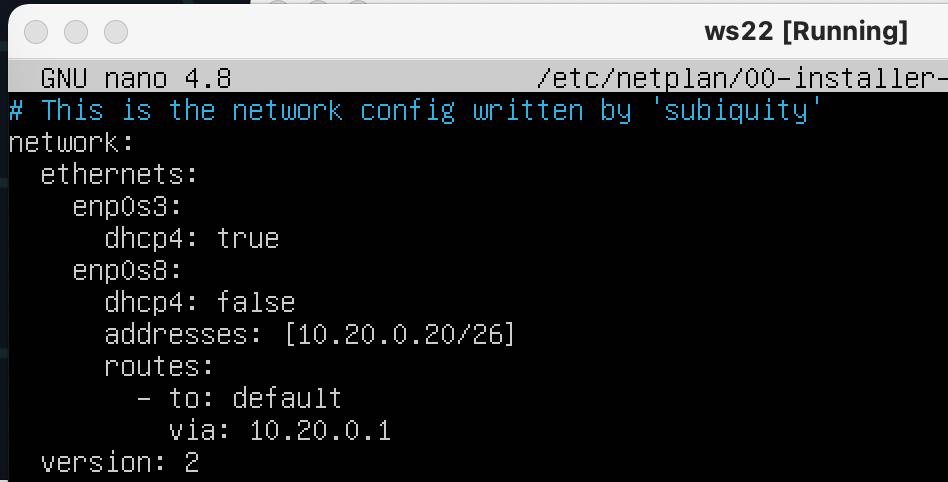 ws22 [Running]
GNU nano 4.8 /etc/netplan/00-installer-
# This is the network config written by 'subiquity'
network:
  ethernets:
    enp0s3:
      dhcp4: true
    enp0s8:
      dhcp4: false
      addresses: [10.20.0.20/26]
      routes:
        - to: default
          via: 10.20.0.1
  version: 2